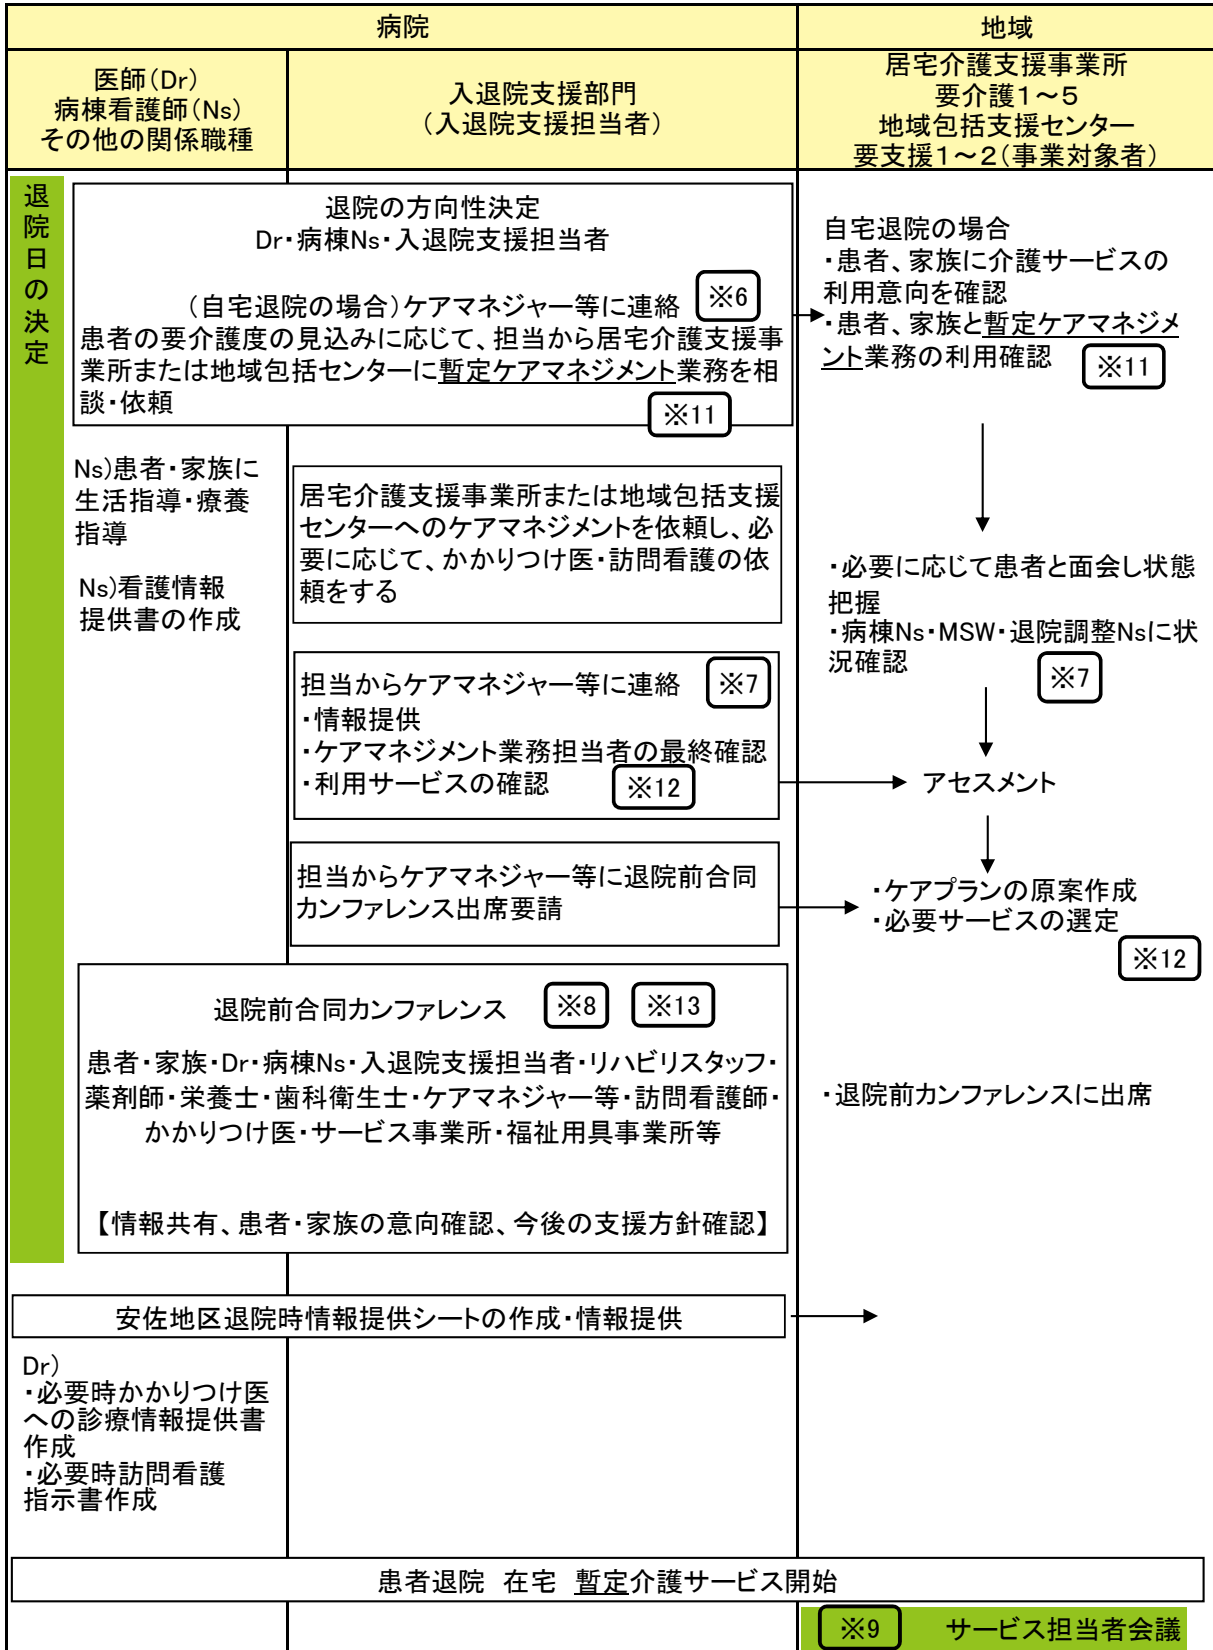 病院
地域
医師(Dr)
病棟看護師(Ns)
その他の関係職種
入退院支援部門
(入退院支援担当者)
居宅介護支援事業所
要介護1～5
地域包括支援センター
要支援1～2(事業対象者)
退院日の決定
退院の方向性決定
Dr・病棟Ns・入退院支援担当者
(自宅退院の場合)ケアマネジャー等に連絡 ※6
患者の要介護度の見込みに応じて、担当から居宅介護支援事
業所または地域包括センターに暫定ケアマネジメント業務を相
談・依頼
※11
自宅退院の場合
・患者、家族に介護サービスの
利用意向を確認
・患者、家族と暫定ケアマネジメ
ント業務の利用確認 ※11
Ns)患者・家族に
生活指導・療養
指導
Ns)看護情報
提供書の作成
居宅介護支援事業所または地域包括支援
センターへのケアマネジメントを依頼し、必
要に応じて、かかりつけ医・訪問看護の依
頼をする
・必要に応じて患者と面会し状態
把握
・病棟Ns・MSW・退院調整Nsに状
況確認 ※7
担当からケアマネジャー等に連絡 ※7
・情報提供
・ケアマネジメント業務担当者の最終確認
・利用サービスの確認 ※12
アセスメント
担当からケアマネジャー等に退院前合同
カンファレンス出席要請
・ケアプランの原案作成
・必要サービスの選定
※12
退院前合同カンファレンス ※8 ※13
患者・家族・Dr・病棟Ns・入退院支援担当者・リハビリスタッフ・
薬剤師・栄養士・歯科衛生士・ケアマネジャー等・訪問看護師・
かかりつけ医・サービス事業所・福祉用具事業所等
【情報共有、患者・家族の意向確認、今後の支援方針確認】
・退院前カンファレンスに出席
安佐地区退院時情報提供シートの作成・情報提供
Dr)
・必要時かかりつけ医
への診療情報提供書
作成
・必要時訪問看護
指示書作成
患者退院 在宅 暫定介護サービス開始
※9 サービス担当者会議